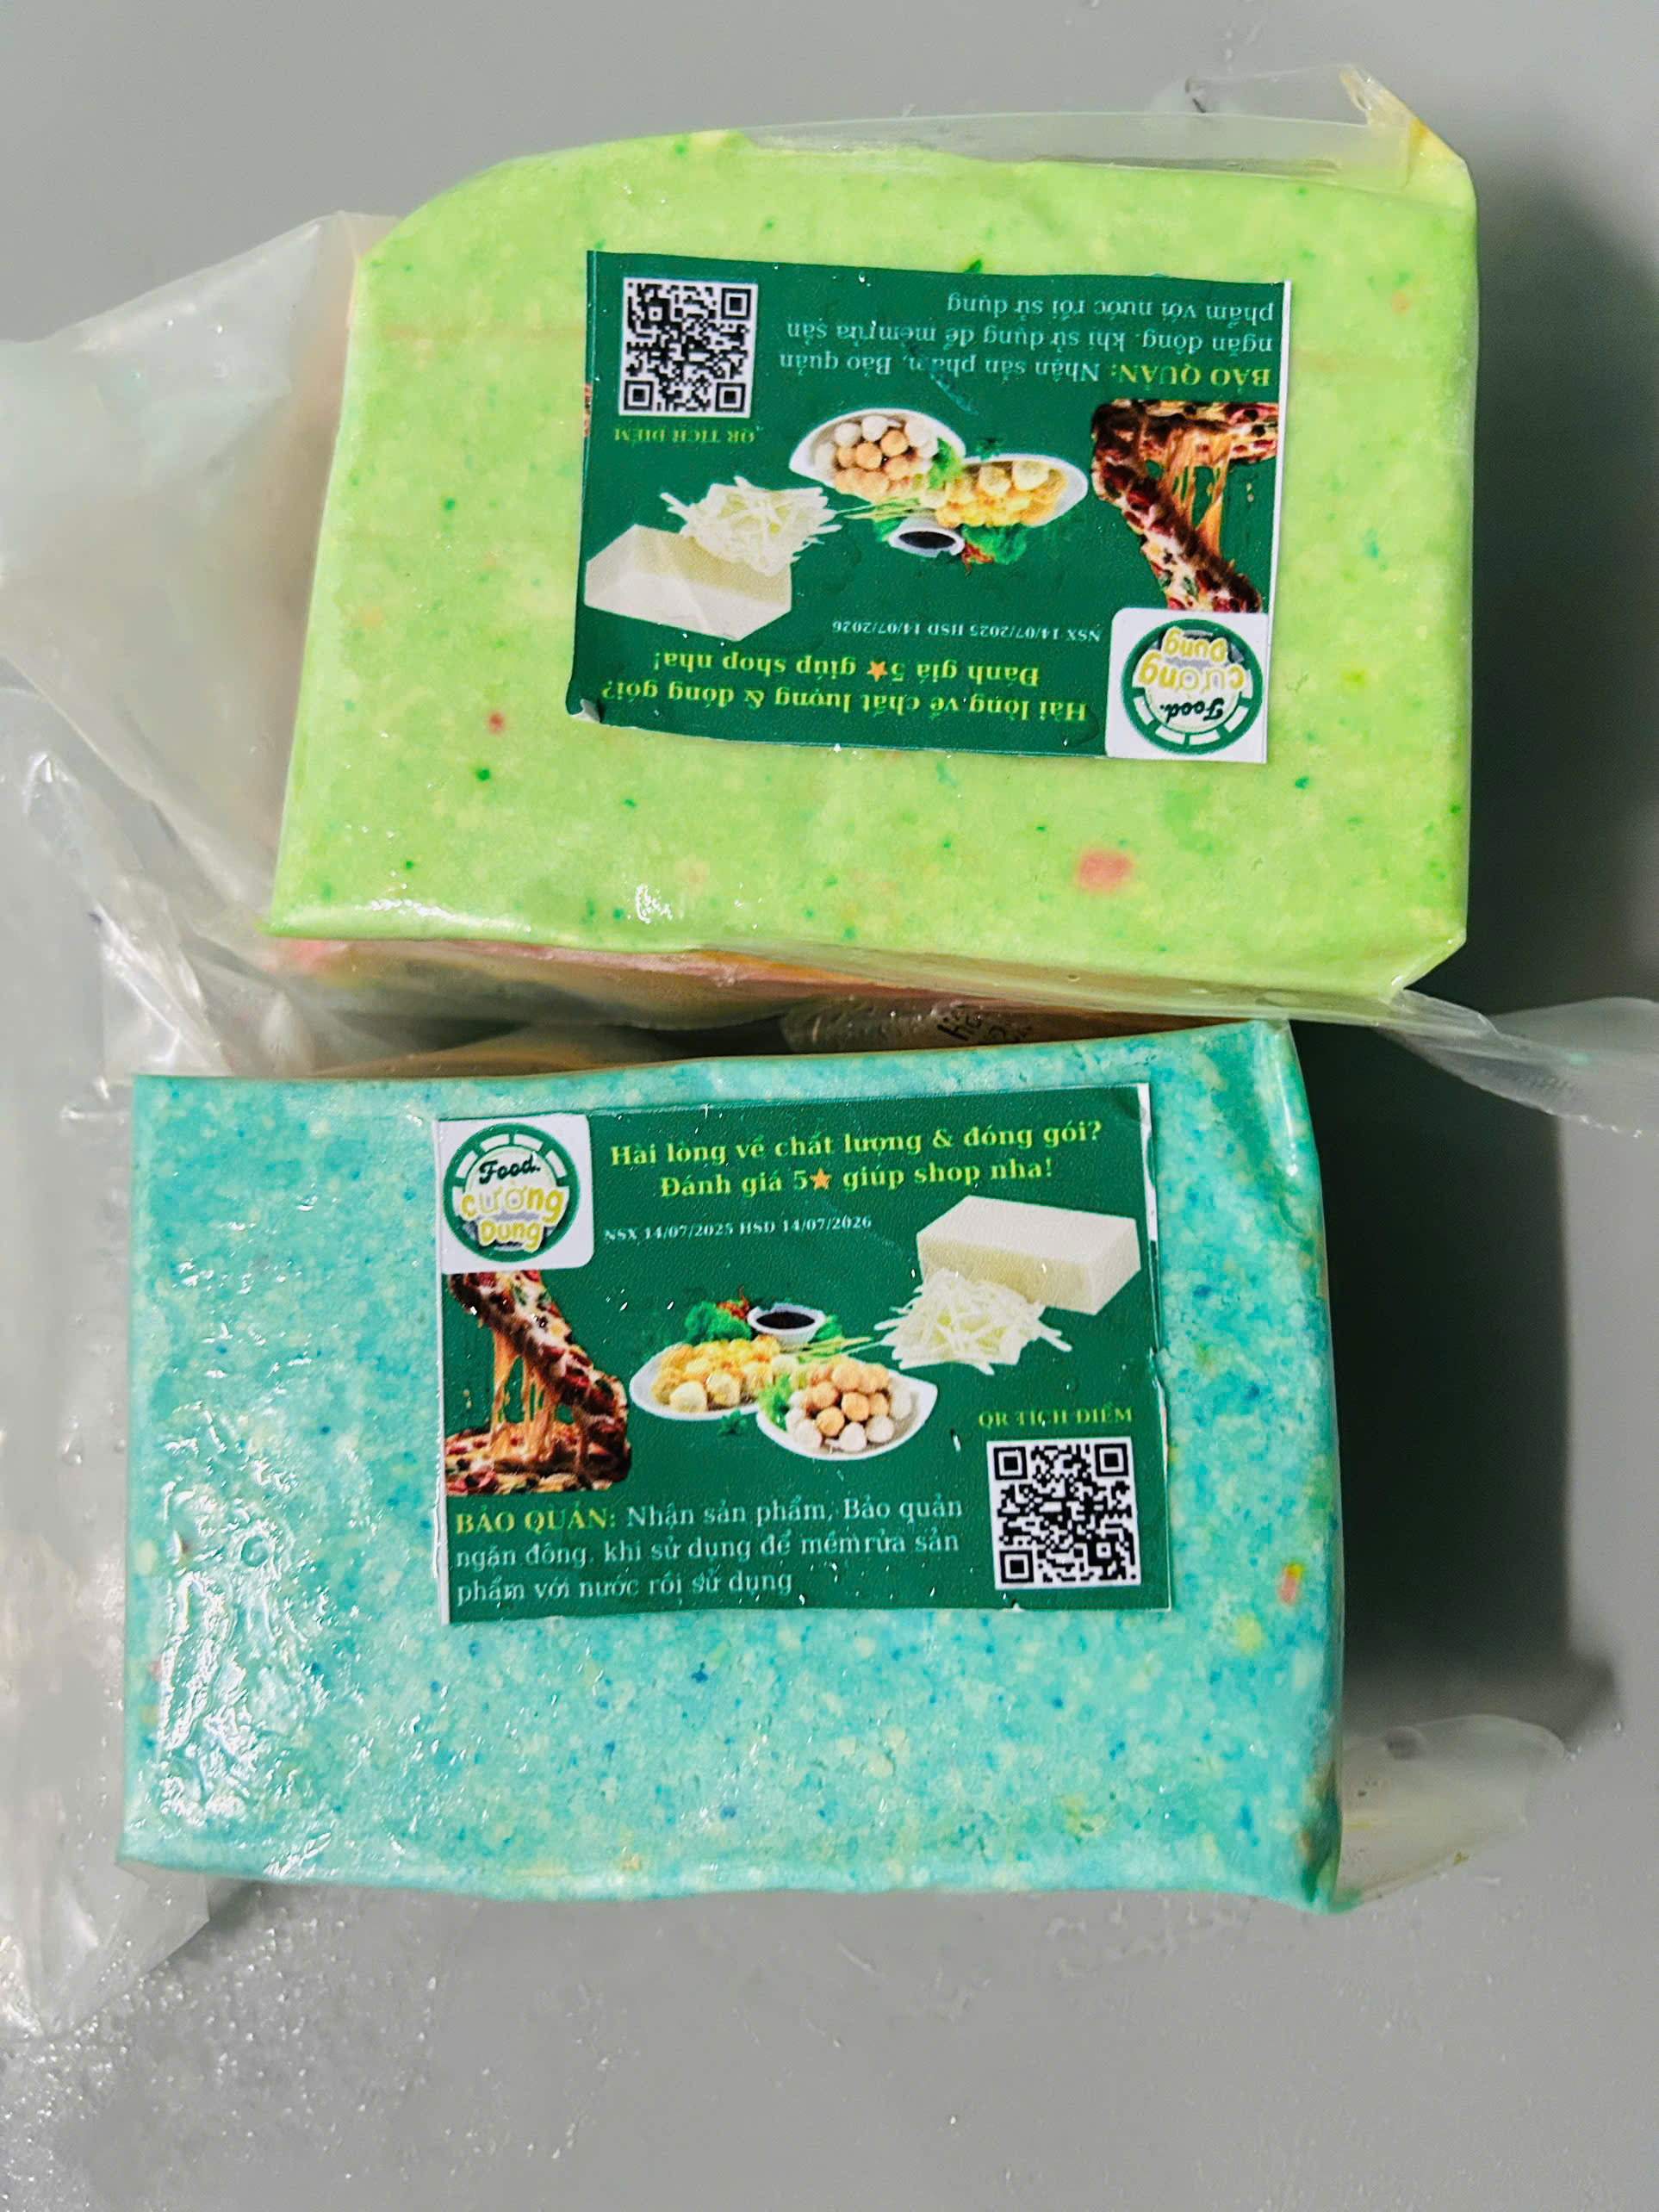 BẢO QUẢN: Nhận sản phẩm, Bảo quản
ngăn đông. khi sử dụng để mềmrửa sản
phẩm với nước rồi sử dụng
QR TÍCH ĐIỂM
NSX 14/07/2025 HSD 14/07/2026
Hài lòng về chất lượng & đóng gói?
Đánh giá 5⭐ giúp shop nha!
Food.
cường
Dung
Food.
cường
Dung
Hài lòng về chất lượng & đóng gói?
Đánh giá 5⭐ giúp shop nha!
NSX 14/07/2025 HSD 14/07/2026
QR TÍCH ĐIỂM
BẢO QUẢN: Nhận sản phẩm, Bảo quản
ngăn đông. khi sử dụng để mềmrửa sản
phẩm với nước rồi sử dụng